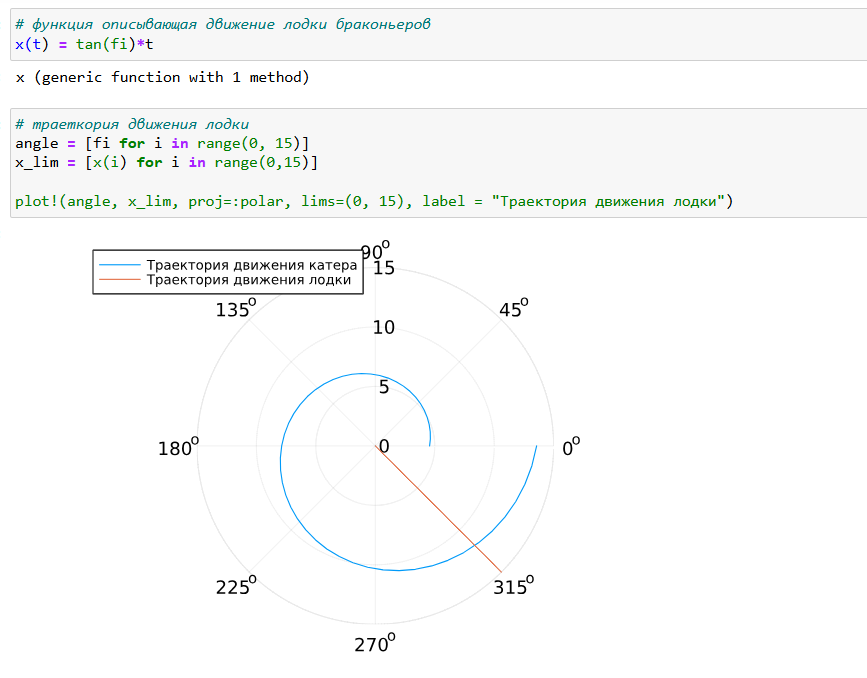 # функция описывающая движение лодки браконьеров
x(t) = tan(fi)*t
x (generic function with 1 method)
# траеткория движения лодки
angle = [fi for i in range(0, 15)]
x_lim = [x(i) for i in range(0,15)]
plot!(angle, x_lim, proj=:polar, lims=(0, 15), label = "Траектория движения лодки")
Траектория движения катера
Траектория движения лодки
90°
15
135°
45°
10
5
180°
0
0°
225°
315°
270°